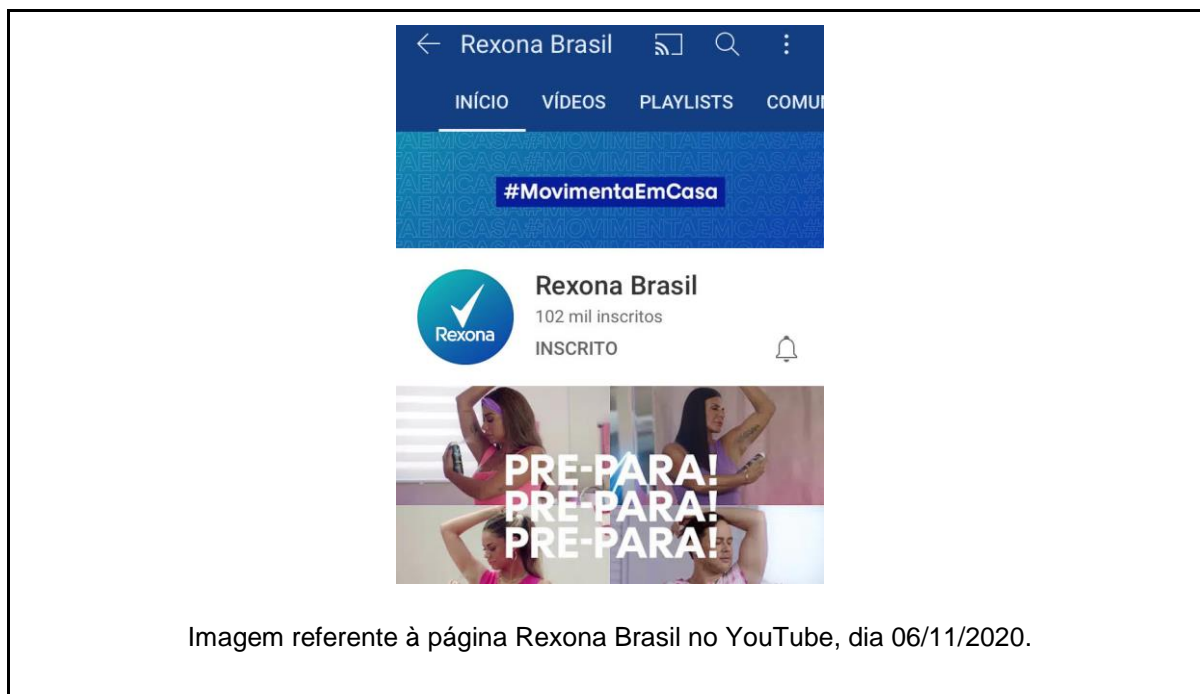 Rexona Brasil
INÍCIO VÍDEOS PLAYLISTS COMU
#MovimentaEmCasa
Rexona
Rexona Brasil
102 mil inscritos
INSCRITO
PRE-PARA!
PRE-PARA!
PRE-PARA!
Imagem referente à página Rexona Brasil no YouTube, dia 06/11/2020.